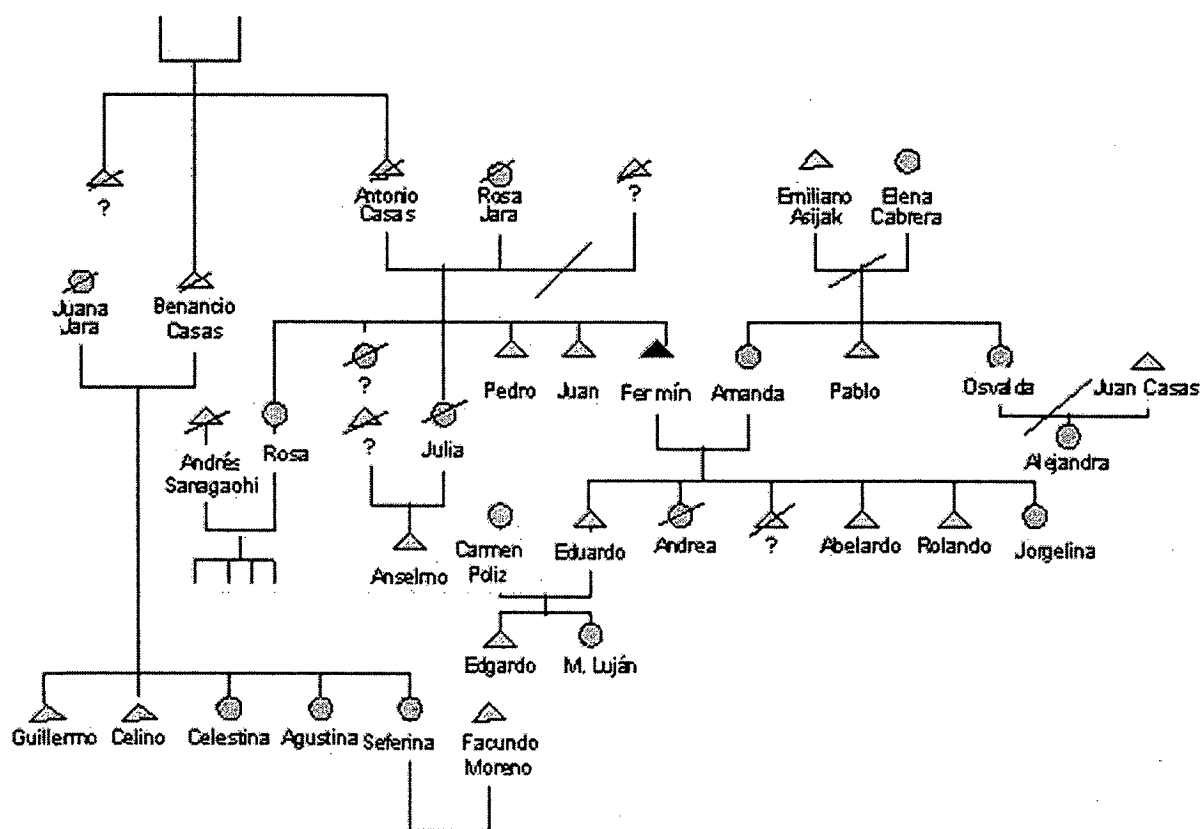 ?
Antonio
Casas
Rosa
Jara
?
Emiliano
Asijak
Elena
Cabrera
Juana
Jara
Benancio
Casas
?
Pedro
Juan
Fermín
Amanda
Pablo
Osvalda
Juan Casas
Andrés
Sanagachi
Rosa
?
Julia
Alejandra
Anselmo
Carmen
Poliz
Eduardo
Andrea
?
Abelardo
Rolando
Jorgelina
Edgardo
M. Luján
Guillermo
Celino
Celestina
Agustina
Seferina
Facundo
Moreno